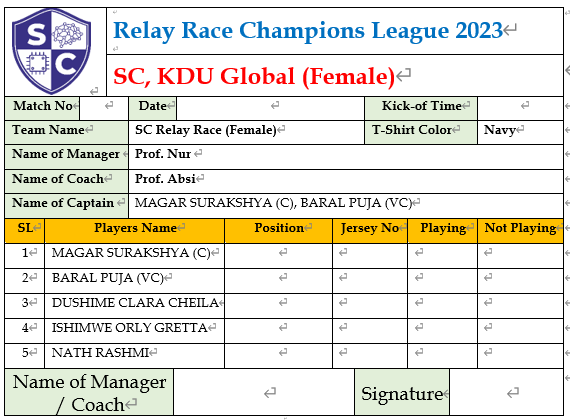 S C
Relay Race Champions League 2023
SC, KDU Global (Female)
Match No Date Kick-of Time
Team Name SC Relay Race (Female) T-Shirt Color Navy
Name of Manager Prof. Nur
Name of Coach Prof. Absi
Name of Captain MAGAR SURAKSHYA (C), BARAL PUJA (VC)
SL Players Name Position Jersey No Playing Not Playing
1 MAGAR SURAKSHYA (C)
2 BARAL PUJA (VC)
3 DUSHIME CLARA CHEILA
4 ISHIMWE ORLY GRETTA
5 NATH RASHMI
Name of Manager Signature
/ Coach